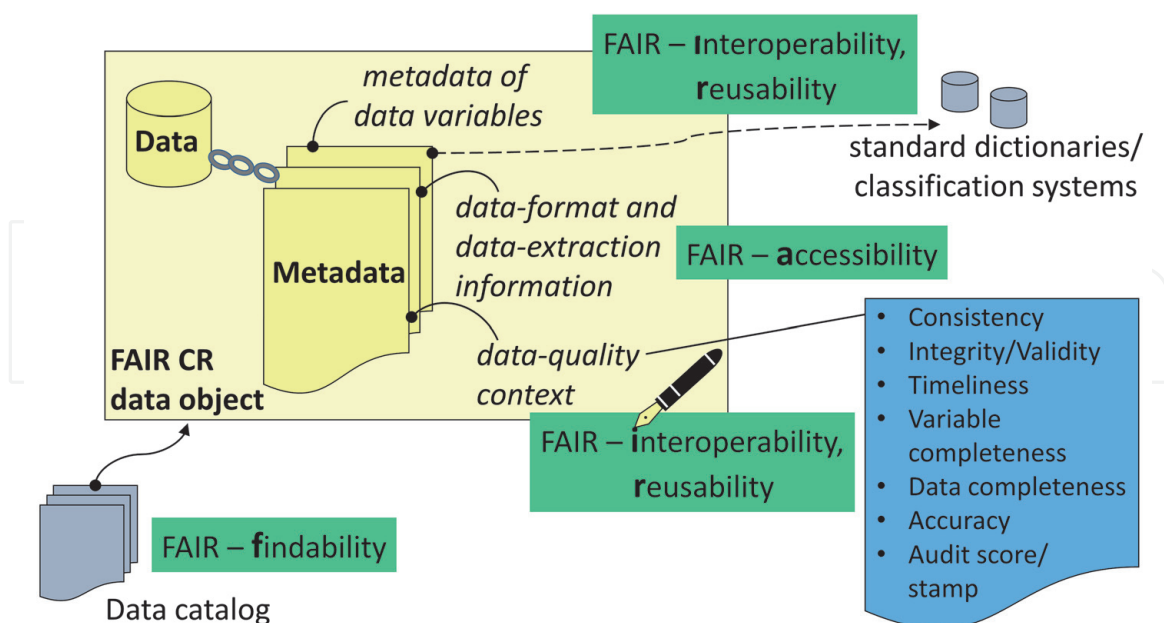 FAIR – interoperability,
reusability
metadata of
data variables
Data
standard dictionaries/
classification systems
data-format and
data-extraction
information
FAIR – accessibility
Metadata
data-quality
context
FAIR CR
data object
• Consistency
• Integrity/Validity
• Timeliness
• Variable
completeness
• Data completeness
• Accuracy
• Audit score/
stamp
FAIR – interoperability,
reusability
FAIR – findability
Data catalog